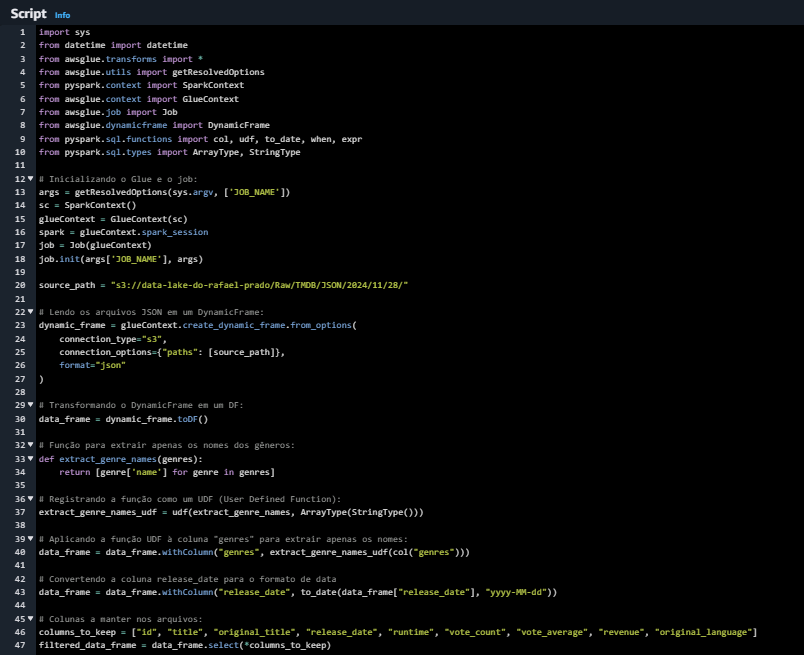 Script Info
1 import sys
2 from datetime import datetime
3 from awsglue.transforms import *
4 from awsglue.utils import getResolvedOptions
5 from pyspark.context import SparkContext
6 from awsglue.context import GlueContext
7 from awsglue.job import Job
8 from awsglue.dynamicframe import DynamicFrame
9 from pyspark.sql.functions import col, udf, to_date, when, expr
10 from pyspark.sql.types import ArrayType, StringType
11
12 # Inicializando o Glue e o job:
13 args = getResolvedOptions(sys.argv, ['JOB_NAME'])
14 sc = SparkContext()
15 glueContext = GlueContext(sc)
16 spark = glueContext.spark_session
17 job = Job(glueContext)
18 job.init(args['JOB_NAME'], args)
19
20 source_path = "s3://data-lake-do-rafael-prado/Raw/TMDB/JSON/2024/11/28/"
21
22 # Lendo os arquivos JSON em um DynamicFrame:
23 dynamic_frame = glueContext.create_dynamic_frame.from_options(
24     connection_type="s3",
25     connection_options={"paths": [source_path]},
26     format="json"
27 )
28
29 # Transformando o DynamicFrame em um DF:
30 data_frame = dynamic_frame.toDF()
31
32 # Função para extrair apenas os nomes dos gêneros:
33 def extract_genre_names(genres):
34     return [genre['name'] for genre in genres]
35
36 # Registrando a função como um UDF (User Defined Function):
37 extract_genre_names_udf = udf(extract_genre_names, ArrayType(StringType()))
38
39 # Aplicando a função UDF à coluna "genres" para extrair apenas os nomes:
40 data_frame = data_frame.withColumn("genres", extract_genre_names_udf(col("genres")))
41
42 # Convertendo a coluna release_date para o formato de data
43 data_frame = data_frame.withColumn("release_date", to_date(data_frame["release_date"], "yyyy-MM-dd"))
44
45 # Colunas a manter nos arquivos:
46 columns_to_keep = ["id", "title", "original_title", "release_date", "runtime", "vote_count", "vote_average", "revenue", "original_language"]
47 filtered_data_frame = data_frame.select(*columns_to_keep)